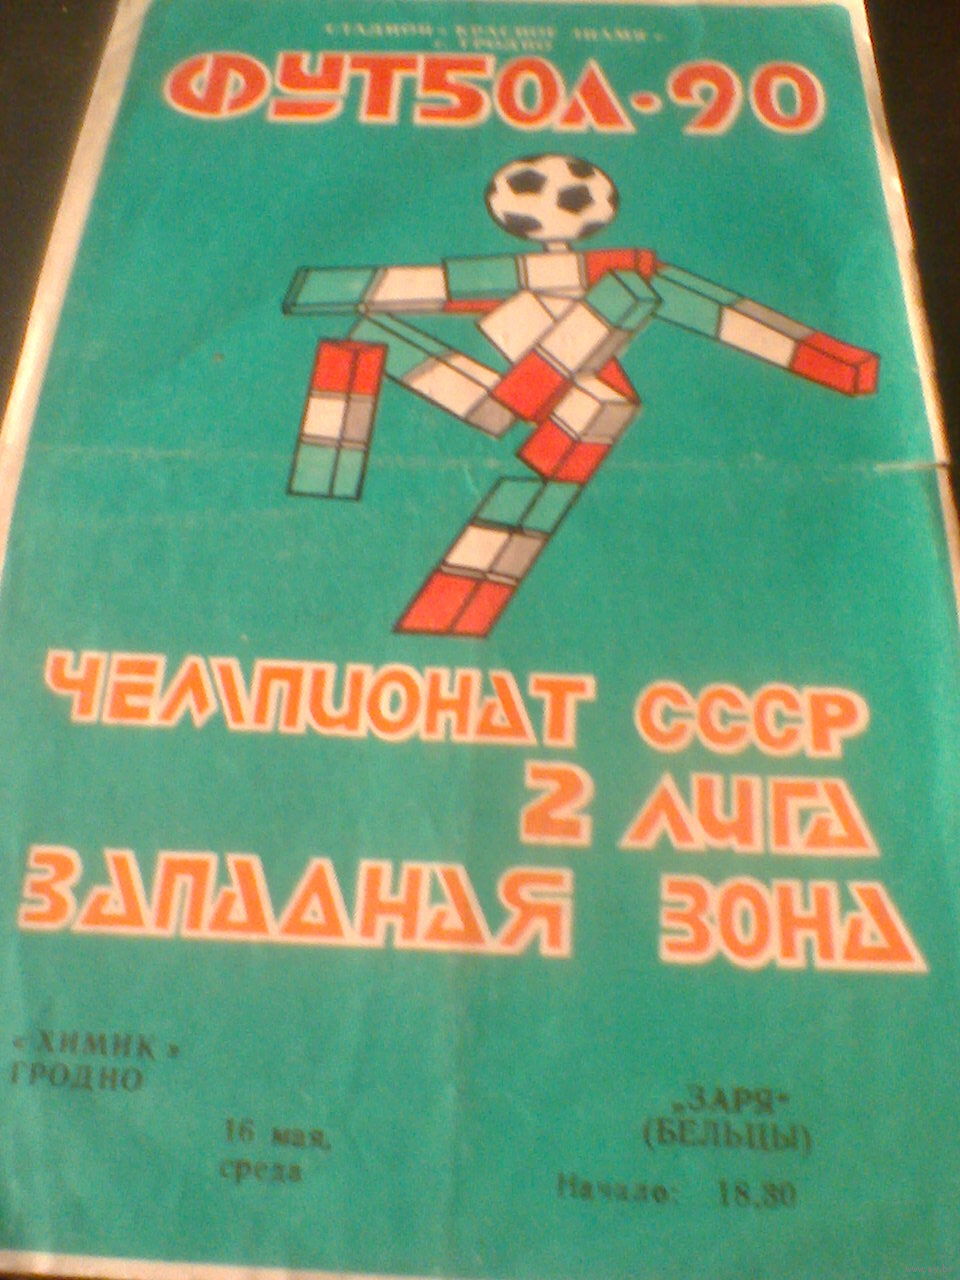 СТАДИОН «КРАСНОЕ ЗНАМЯ»
г. ГРОДНО
ФУТБОЛ-90
ЧЕМПИОНАТ СССР
2 ЛИГА
ЗАПАДНАЯ ЗОНА
«ХИМИК»
ГРОДНО
16 мая,
среда
„ЗАРЯ“
(БЕЛЬЦЫ)
Начало: 18.30